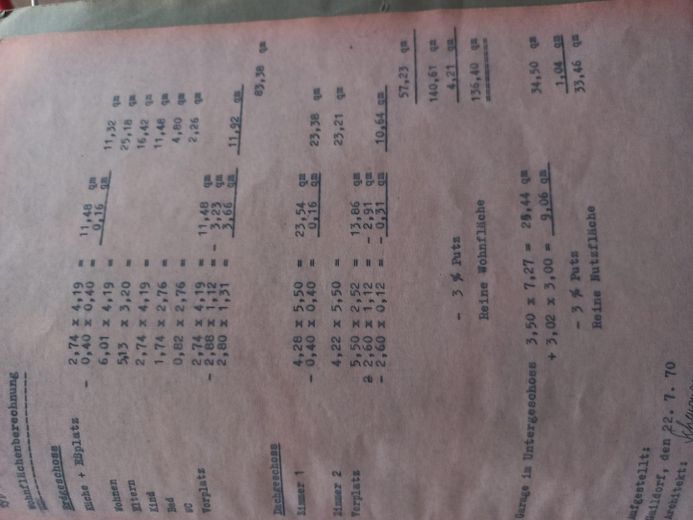 Wohnflächenberechnung
Erdgeschoss
Küche + Eßplatz 2,74 x 4,19 = 11,48 qm
- 0,40 x 0,40 = 0,16 qm 11,32 qm
Wohnen 6,01 x 4,19 = 25,18 qm
Eltern 5,13 x 3,20 = 16,42 qm
Kind 2,74 x 4,19 = 11,48 qm
Bad 1,74 x 2,76 = 4,80 qm
WC 0,82 x 2,76 = 2,26 qm
Vorplatz 2,74 x 4,19 = 11,48 qm
- 2,88 x 1,12 = - 3,23 qm
2,80 x 1,31 = 3,66 qm 11,92 qm
83,38 qm
Dachgeschoss
Zimmer 1 4,28 x 5,50 = 23,54 qm
- 0,40 x 0,40 = 0,16 qm 23,38 qm
Zimmer 2 4,22 x 5,50 = 23,21 qm
Vorplatz 5,50 x 2,52 = 13,86 qm
- 2,60 x 1,12 = - 2,91 qm
- 2,60 x 0,12 = - 0,31 qm 10,64 qm
57,23 qm
140,61 qm
- 3 % Putz 4,21 qm
Reine Wohnfläche 136,40 qm
Garage im Untergeschoss 3,50 x 7,27 = 25,44 qm
+ 3,02 x 3,00 = 9,06 qm 34,50 qm
- 3 % Putz 1,04 qm
Reine Nutzfläche 33,46 qm
aufgestellt:
den 22. 7. 70
Architekt: